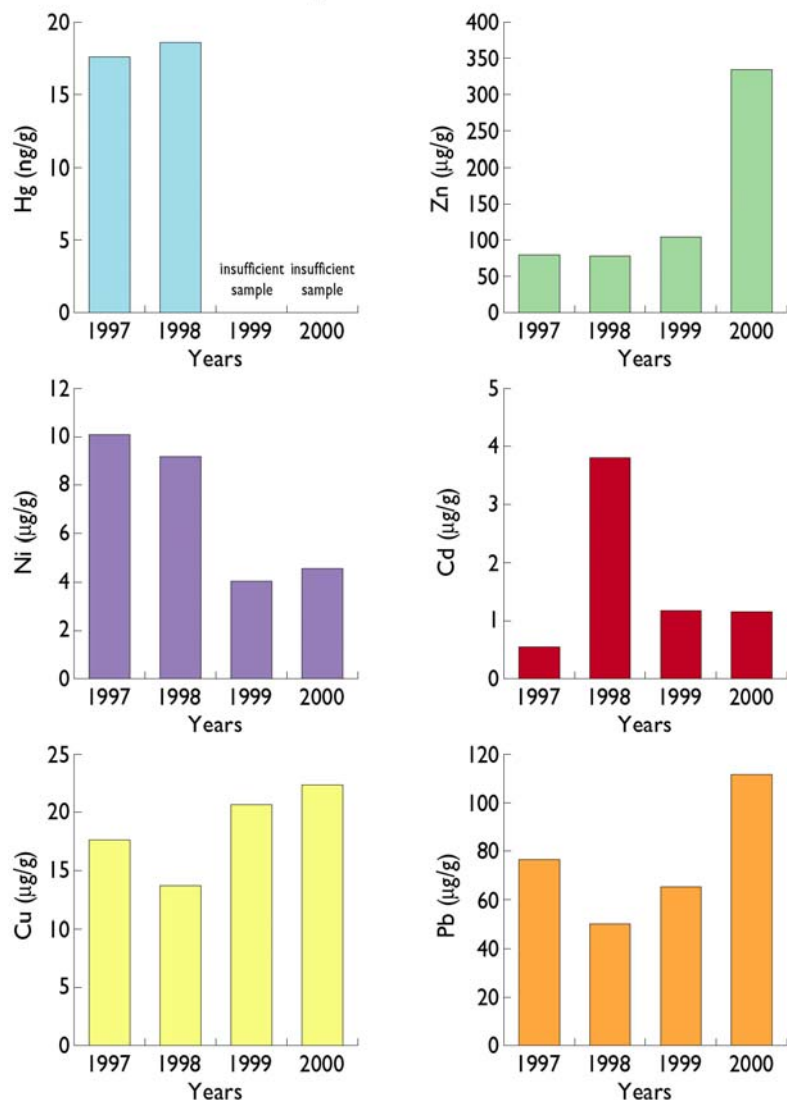 20
15
10
5
0
Hg (ng/g)
insufficient sample
insufficient sample
1997 1998 1999 2000
Years
400
350
300
250
200
150
100
50
0
Zn (µg/g)
1997 1998 1999 2000
Years
12
10
8
6
4
2
0
Ni (µg/g)
1997 1998 1999 2000
Years
5
4
3
2
1
0
Cd (µg/g)
1997 1998 1999 2000
Years
25
20
15
10
5
0
Cu (µg/g)
1997 1998 1999 2000
Years
120
100
80
60
40
20
0
Pb (µg/g)
1997 1998 1999 2000
Years